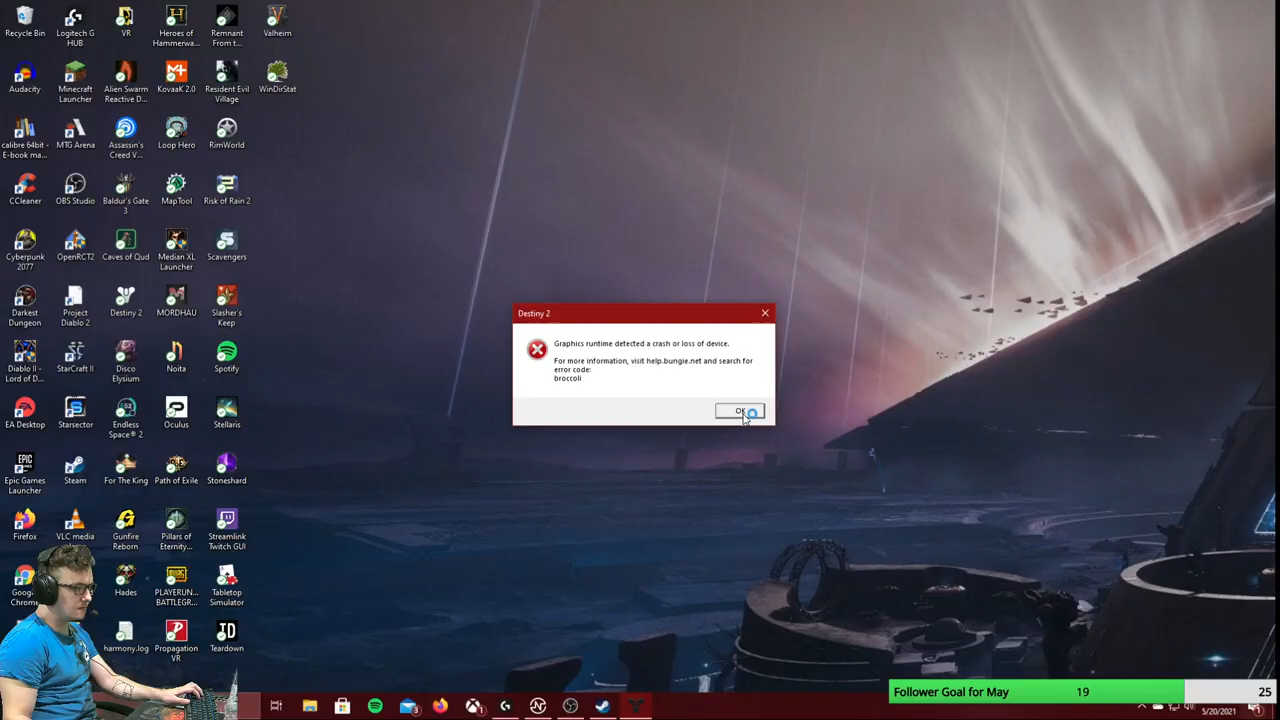 Recycle Bin
Logitech G
HUB
VR
Heroes of
Hammerwa...
Remnant
From t...
Valheim
Audacity
Minecraft
Launcher
Alien Swarm
Reactive D...
KovaaK 2.0
Resident Evil
Village
WinDirStat
calibre 64bit -
E-book ma...
MTG Arena
Assassin's
Creed V...
Loop Hero
RimWorld
CCleaner
OBS Studio
Baldur's Gate
3
MapTool
Risk of Rain 2
Cyberpunk
2077
OpenRCT2
Caves of Qud
Median XL
Launcher
Scavengers
Darkest
Dungeon
Project
Diablo 2
Destiny 2
MORDHAU
Slasher's
Keep
Diablo II -
Lord of D...
StarCraft II
Disco
Elysium
Noita
Spotify
EA Desktop
Starsector
Endless
Space® 2
Oculus
Stellaris
Epic Games
Launcher
Steam
For The King
Path of Exile
Stoneshard
Firefox
VLC media
Gunfire
Reborn
Pillars of
Eternity...
Streamlink
Twitch GUI
Goog
Chrom
Hades
PLAYERUN...
BATTLEGR...
Tabletop
Simulator
harmony.log
Propagation
VR
TD
Teardown
Destiny 2
Graphics runtime detected a crash or loss of device.
For more information, visit help.bungie.net and search for
error code:
broccoli
OK
Follower Goal for May
19
25
5/20/2021